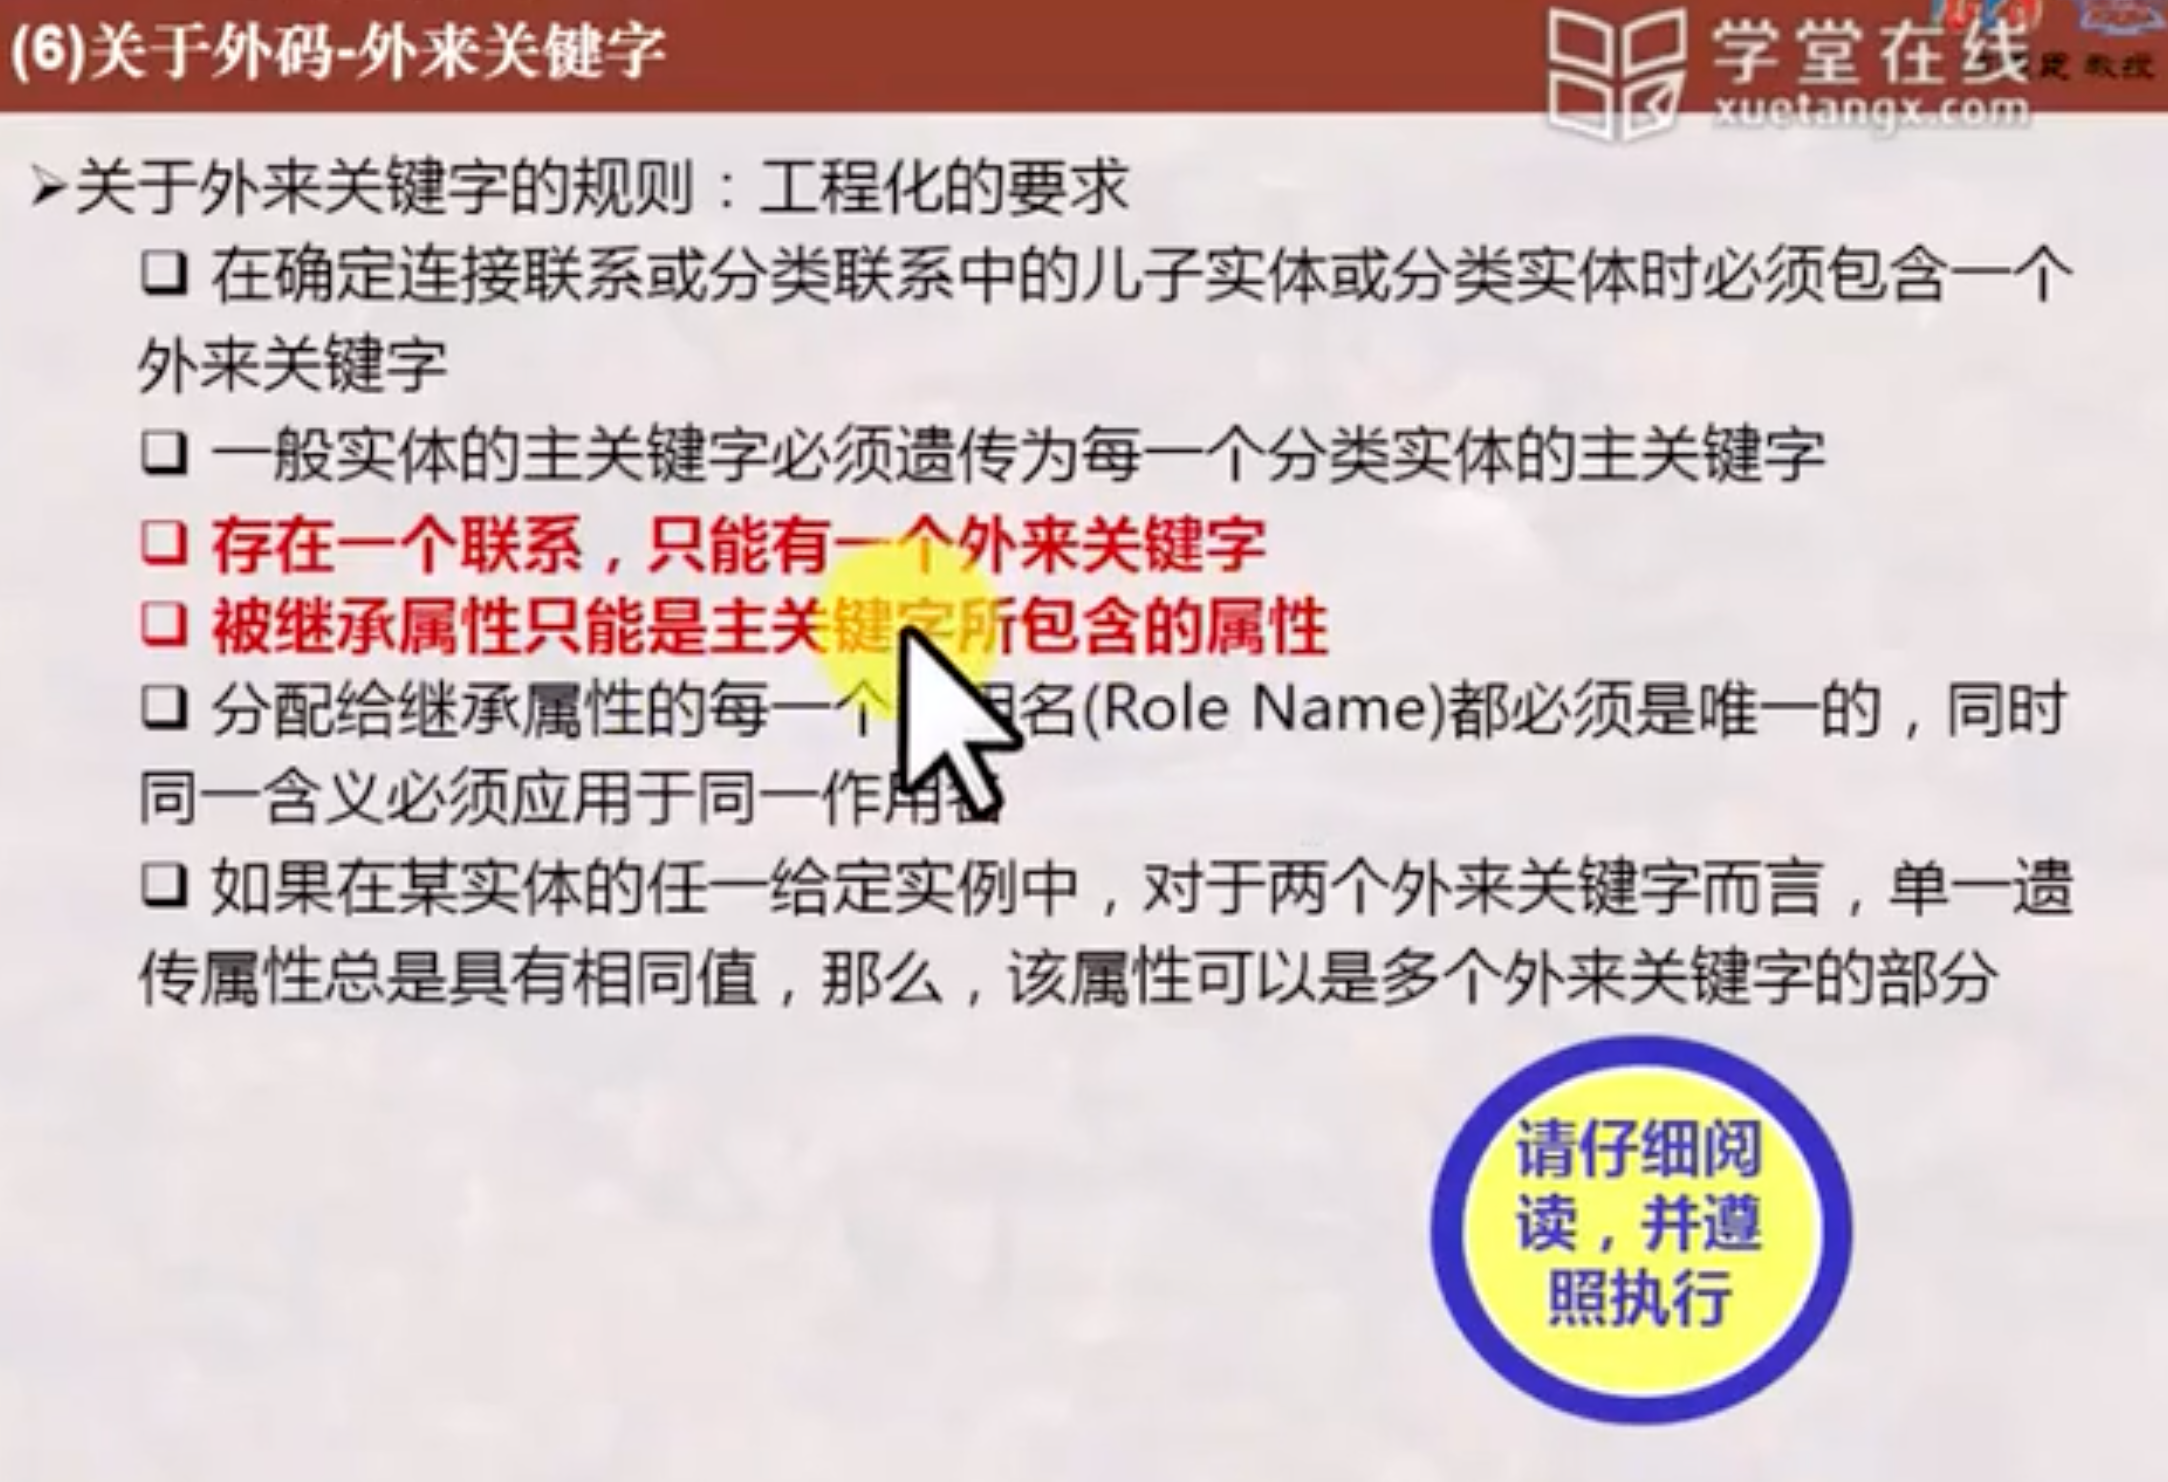 (6)关于外码-外来关键字
学堂在线
xuetangx.com
教授
➢关于外来关键字的规则：工程化的要求
❑ 在确定连接联系或分类联系中的儿子实体或分类实体时必须包含一个
外来关键字
❑ 一般实体的主关键字必须遗传为每一个分类实体的主关键字
❑ 存在一个联系，只能有一个外来关键字
❑ 被继承属性只能是主关键字所包含的属性
❑ 分配给继承属性的每一个用名(Role Name)都必须是唯一的，同时
同一含义必须应用于同一作用名
❑ 如果在某实体的任一给定实例中，对于两个外来关键字而言，单一遗
传属性总是具有相同值，那么，该属性可以是多个外来关键字的部分
请仔细阅
读，并遵
照执行